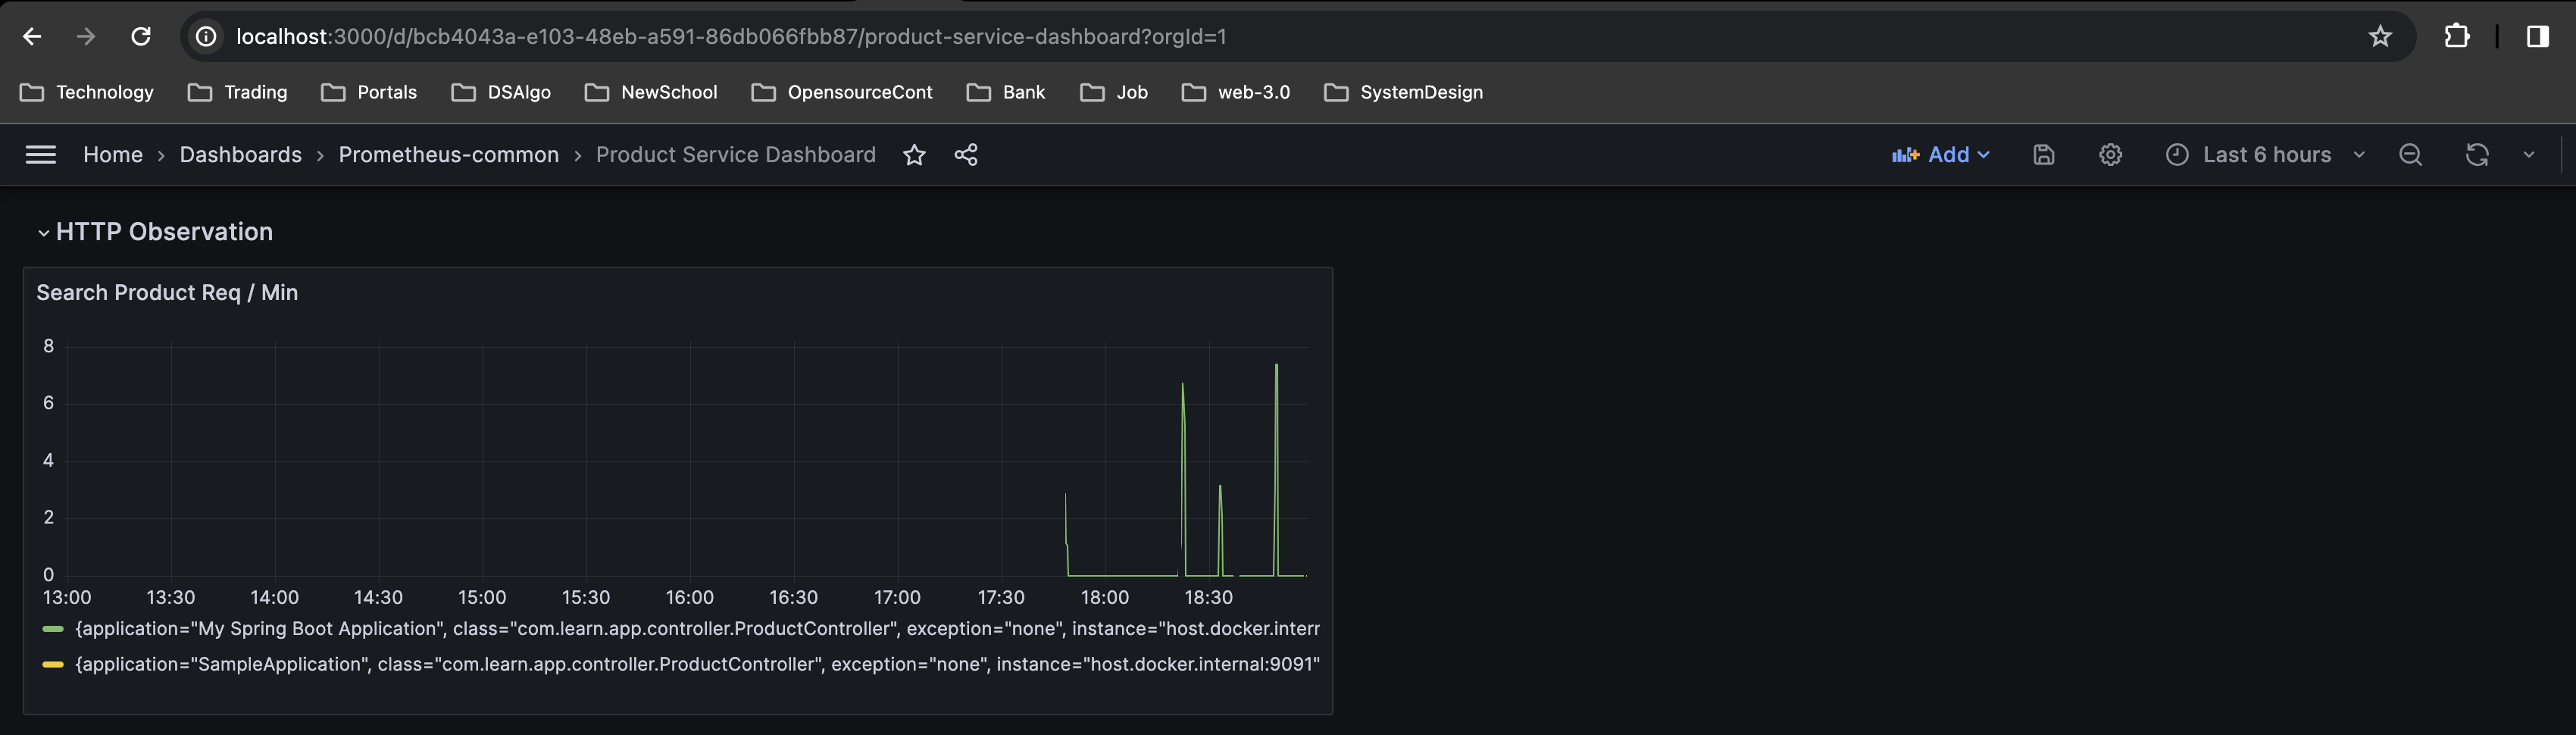 localhost:3000/d/bcb4043a-e103-48eb-a591-86db066fbb87/product-service-dashboard?orgId=1
Technology Trading Portals DSAlgo NewSchool OpensourceCont Bank Job web-3.0 SystemDesign
Home › Dashboards › Prometheus-common › Product Service Dashboard Add Last 6 hours
HTTP Observation
Search Product Req / Min
8
6
4
2
0
13:00 13:30 14:00 14:30 15:00 15:30 16:00 16:30 17:00 17:30 18:00 18:30
{application="My Spring Boot Application", class="com.learn.app.controller.ProductController", exception="none", instance="host.docker.interr
{application="SampleApplication", class="com.learn.app.controller.ProductController", exception="none", instance="host.docker.internal:9091"